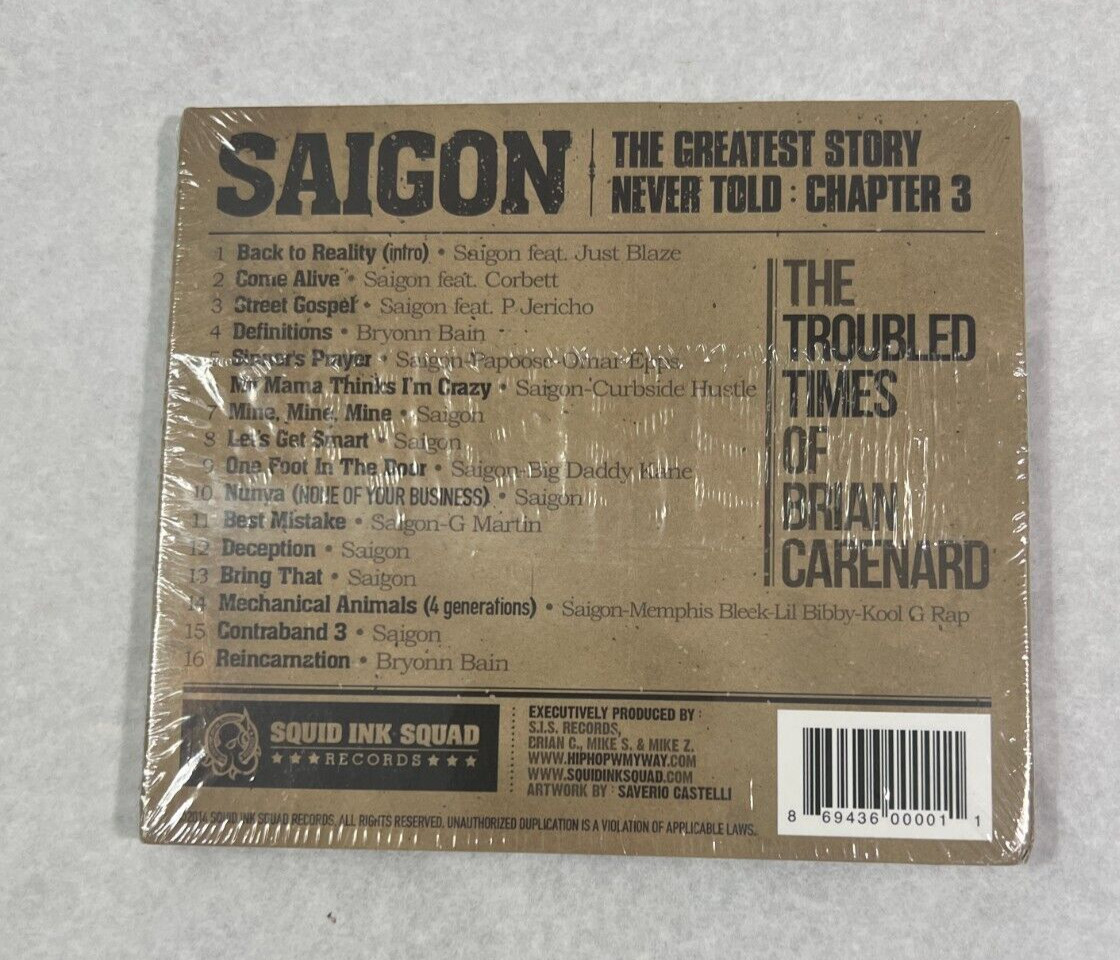 SAIGON
THE GREATEST STORY
NEVER TOLD : CHAPTER 3
1 Back to Reality (intro) • Saigon feat. Just Blaze
2 Come Alive • Saigon feat. Corbett
3 Street Gospel • Saigon feat. P Jericho
4 Definitions • Bryonn Bain
5 Sinner's Prayer • Saigon-Papoose-Omar Epps
My Mama Thinks I'm Crazy • Saigon-Curbside Hustle
7 Mine, Mine, Mine • Saigon
8 Let's Get Smart • Saigon
9 One Foot In The Door • Saigon-Big Daddy Kane
10 Nunya (NONE OF YOUR BUSINESS) • Saigon
11 Best Mistake • Saigon-G Martin
12 Deception • Saigon
13 Bring That • Saigon
14 Mechanical Animals (4 generations) • Saigon-Memphis Bleek-Lil Bibby-Kool G Rap
15 Contraband 3 • Saigon
16 Reincarnation • Bryonn Bain
THE
TROUBLED
TIMES
OF
BRIAN
CARENARD
SQUID INK SQUAD
★★★RECORDS★★★
EXECUTIVELY PRODUCED BY :
S.I.S. RECORDS,
BRIAN C., MIKE S. & MIKE Z.
WWW.HIPHOPWMYWAY.COM
WWW.SQUIDINKSQUAD.COM
ARTWORK BY : SAVERIO CASTELLI
©2014 SQUID INK SQUAD RECORDS. ALL RIGHTS RESERVED. UNAUTHORIZED DUPLICATION IS A VIOLATION OF APPLICABLE LAWS.
8 69436 00001 1